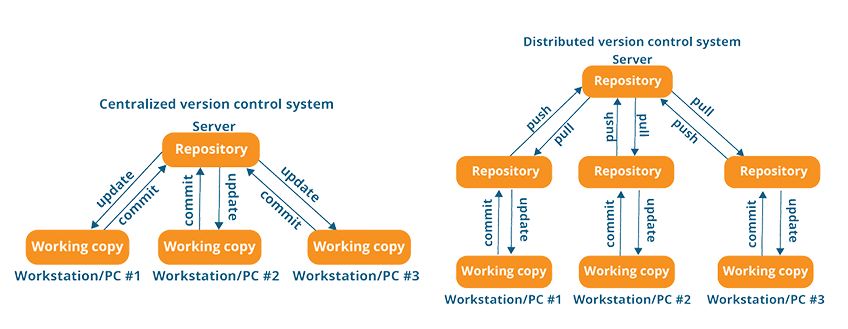 Centralized version control system
Server
Repository
update
commit
commit
update
update
commit
Working copy
Working copy
Working copy
Workstation/PC #1
Workstation/PC #2
Workstation/PC #3
Distributed version control system
Server
Repository
push
pull
push
pull
pull
push
Repository
Repository
Repository
commit
update
commit
update
commit
update
Working copy
Working copy
Working copy
Workstation/PC #1
Workstation/PC #2
Workstation/PC #3